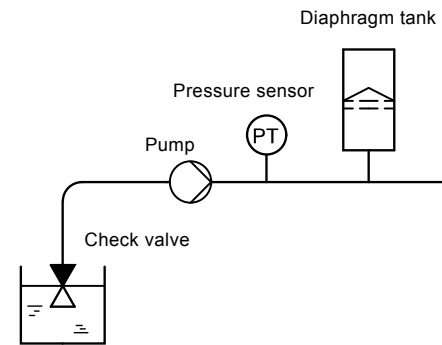 Diaphragm tank
Pressure sensor
PT
Pump
Check valve